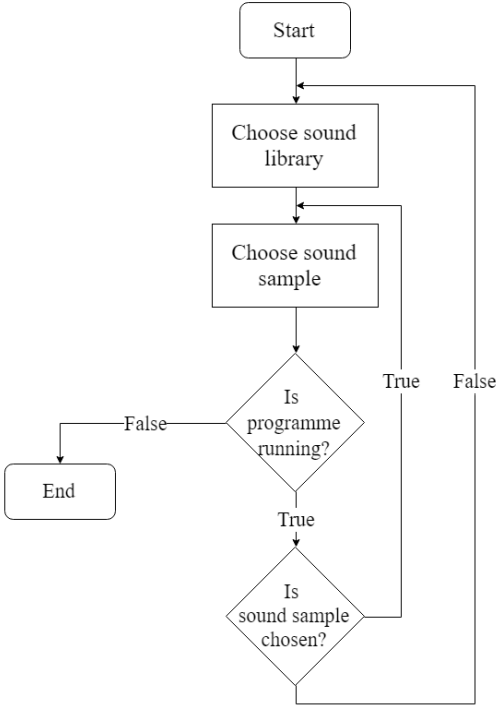 Start
Choose sound
library
Choose sound
sample
Is
programme
running?
True
False
False
End
True
Is
sound sample
chosen?